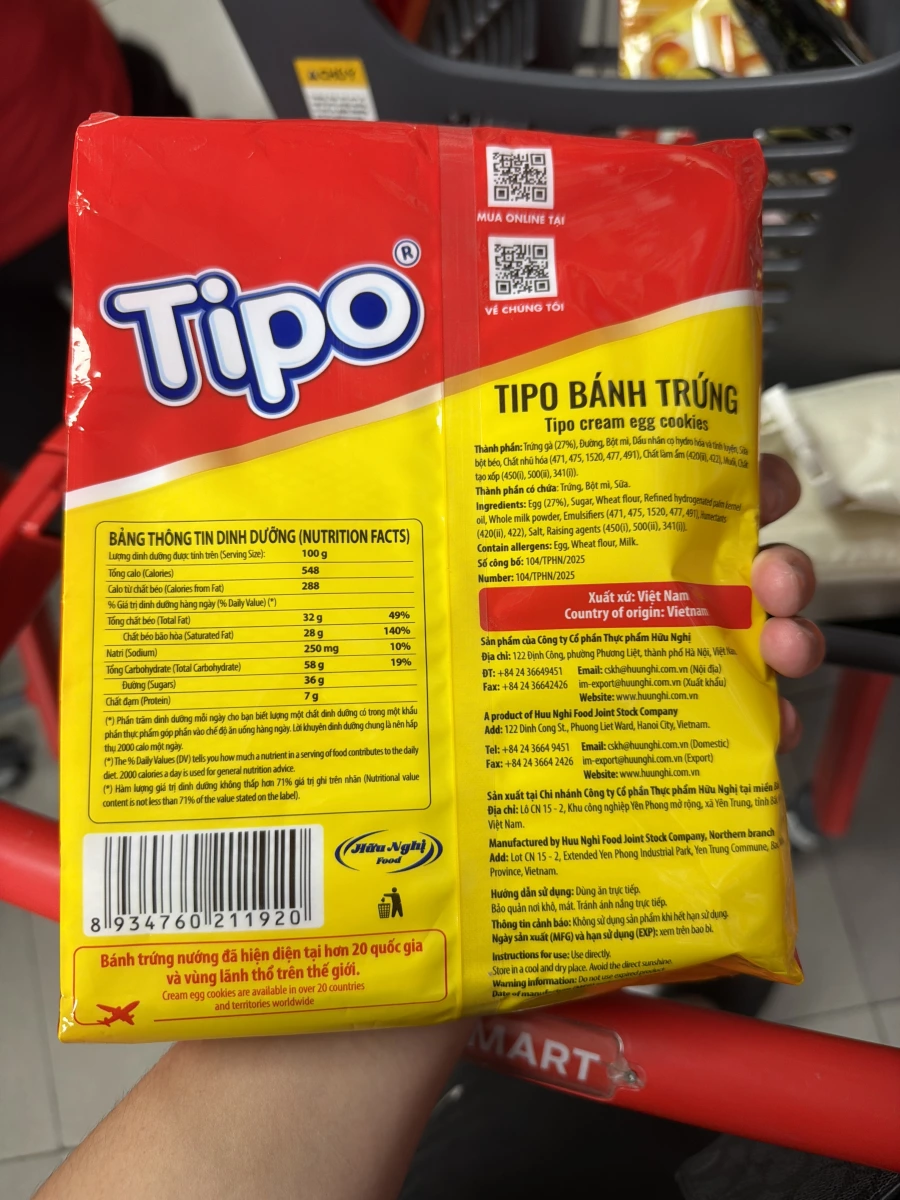 Tipo®
MUA ONLINE TẠI
VỀ CHÚNG TÔI
TIPO BÁNH TRỨNG
Tipo cream egg cookies
Thành phần: Trứng gà (27%), Đường, Bột mì, Dầu nhân cọ hydro hóa và tinh luyện, Sữa
bột béo, Chất nhũ hóa (471, 475, 1520, 477, 491), Chất làm ẩm (420(ii), 422), Muối, Chất
tạo xốp (450(i), 500(ii), 341(i)).
Thành phần có chứa: Trứng, Bột mì, Sữa.
Ingredients: Egg (27%), Sugar, Wheat flour, Refined hydrogenated palm kernel
oil, Whole milk powder, Emulsifiers (471, 475, 1520, 477, 491), Humectants
(420(ii), 422), Salt, Raising agents (450(i), 500(ii), 341(i)).
Contain allergens: Egg, Wheat flour, Milk.
Số công bố: 104/TPHN/2025
Number: 104/TPHN/2025
Xuất xứ: Việt Nam
Country of origin: Vietnam
Sản phẩm của Công ty Cổ phần Thực phẩm Hữu Nghị
Địa chỉ: 122 Định Công, phường Phương Liệt, thành phố Hà Nội, Việt Na
ĐT: +84 24 36649451 Email: cskh@huunghi.com.vn (Nội địa)
Fax: +84 24 36642426 im-export@huunghi.com.vn (Xuất khẩu)
Website: www.huunghi.com.vn
A product of Huu Nghi Food Joint Stock Company
Add: 122 Dinh Cong St., Phuong Liet Ward, Hanoi City, Vietnam.
Tel: +84 24 3664 9451 Email: cskh@huunghi.com.vn (Domestic)
Fax: +84 24 3664 2426 im-export@huunghi.com.vn (Export)
Website: www.huunghi.com.vn
Sản xuất tại Chi nhánh Công ty Cổ phần Thực phẩm Hữu Nghị tại miền
Địa chỉ: Lô CN 15 - 2, Khu công nghiệp Yên Phong mở rộng, xã Yên Trung, tỉnh
Việt Nam.
Manufactured by Huu Nghi Food Joint Stock Company, Northern branch
Add: Lot CN 15 - 2, Extended Yen Phong Industrial Park, Yen Trung Commune,
Province, Vietnam.
Hướng dẫn sử dụng: Dùng ăn trực tiếp.
Bảo quản nơi khô, mát. Tránh ánh nắng trực tiếp.
Thông tin cảnh báo: Không sử dụng sản phẩm khi hết hạn sử dụng.
Ngày sản xuất (MFG) và hạn sử dụng (EXP): xem trên bao bì.
Instructions for use: Use directly.
Store in a cool and dry place. Avoid the direct sunshine.
Warning information: Do not use expired product.
Date of
BẢNG THÔNG TIN DINH DƯỠNG (NUTRITION FACTS)
Lượng dinh dưỡng được tính trên (Serving Size): 100 g
Tổng calo (Calories) 548
Calo từ chất béo (Calories from Fat) 288
% Giá trị dinh dưỡng hàng ngày (% Daily Value) (*)
Tổng chất béo (Total Fat) 32 g 49%
Chất béo bão hòa (Saturated Fat) 28 g 140%
Natri (Sodium) 250 mg 10%
Tổng Carbohydrate (Total Carbohydrate) 58 g 19%
Đường (Sugars) 36 g
Chất đạm (Protein) 7 g
(*) Phần trăm dinh dưỡng mỗi ngày cho bạn biết lượng một chất dinh dưỡng có trong một khẩu
phần thực phẩm góp phần vào chế độ ăn uống hàng ngày. Lời khuyên dinh dưỡng chung là nên hấp
thụ 2000 calo một ngày.
(*) The % Daily Values (DV) tells you how much a nutrient in a serving of food contributes to the daily
diet. 2000 calories a day is used for general nutrition advice.
(*) Hàm lượng giá trị dinh dưỡng không thấp hơn 71% giá trị ghi trên nhãn (Nutritional value
content is not less than 71% of the value stated on the label).
8 934760 211920
Hữu Nghị
Food
Bánh trứng nướng đã hiện diện tại hơn 20 quốc gia
và vùng lãnh thổ trên thế giới.
Cream egg cookies are available in over 20 countries
and territories worldwide
MART